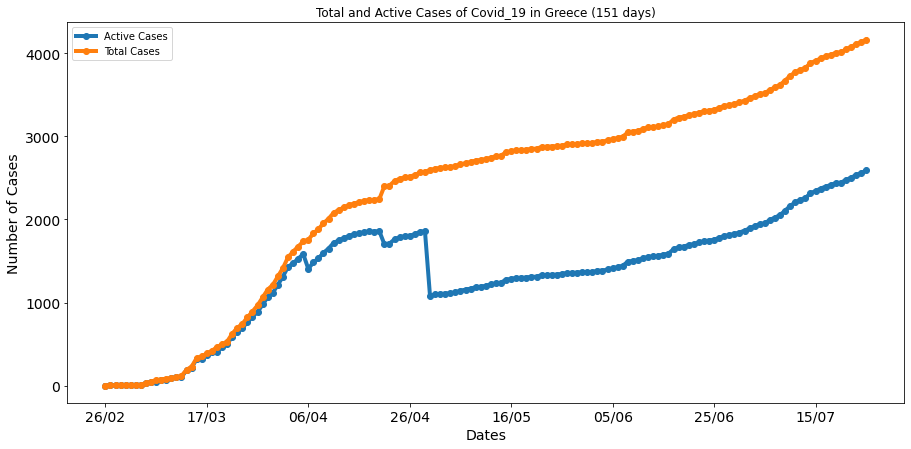 Total and Active Cases of Covid_19 in Greece (151 days)
Active Cases
Total Cases
Number of Cases
4000
3000
2000
1000
0
26/02 17/03 06/04 26/04 16/05 05/06 25/06 15/07
Dates